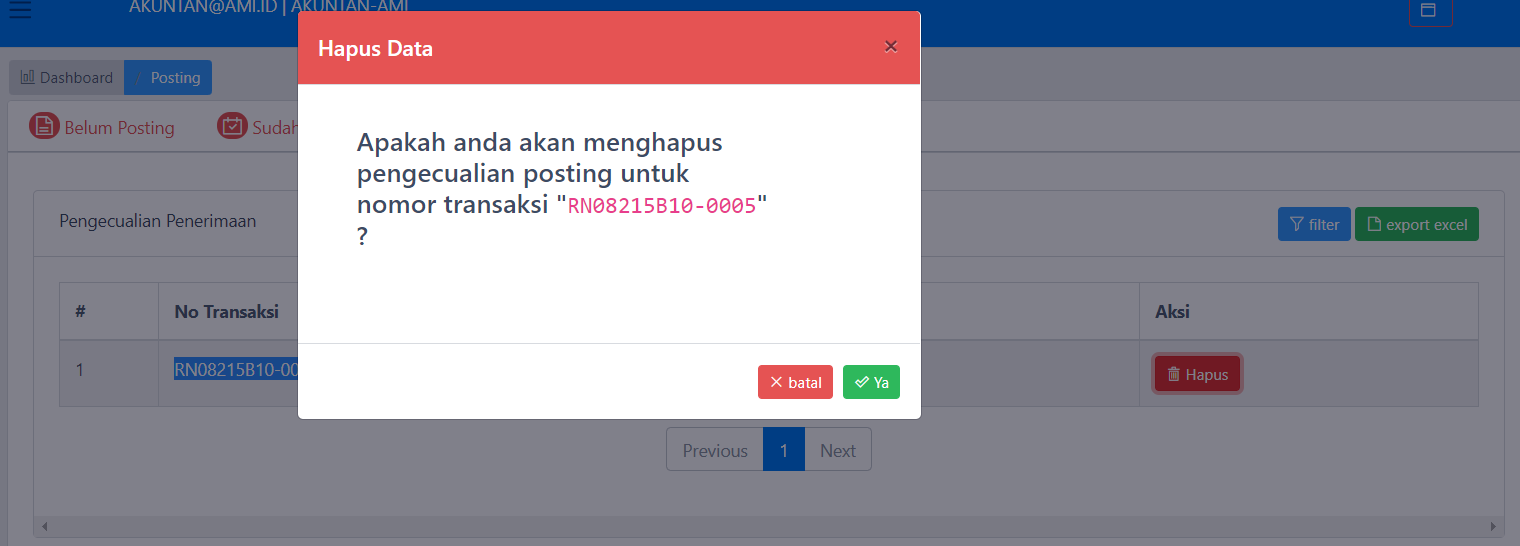 AKUNTAN@AMI.ID | AKUNTAN-AMI
Hapus Data
×
Dashboard / Posting
Belum Posting
Sudah
Apakah anda akan menghapus
pengecualian posting untuk
nomor transaksi "RN08215B10-0005"
?
Pengecualian Penerimaan
filter
export excel
# No Transaksi Aksi
1 RN08215B10-00 Hapus
batal
Ya
Previous 1 Next